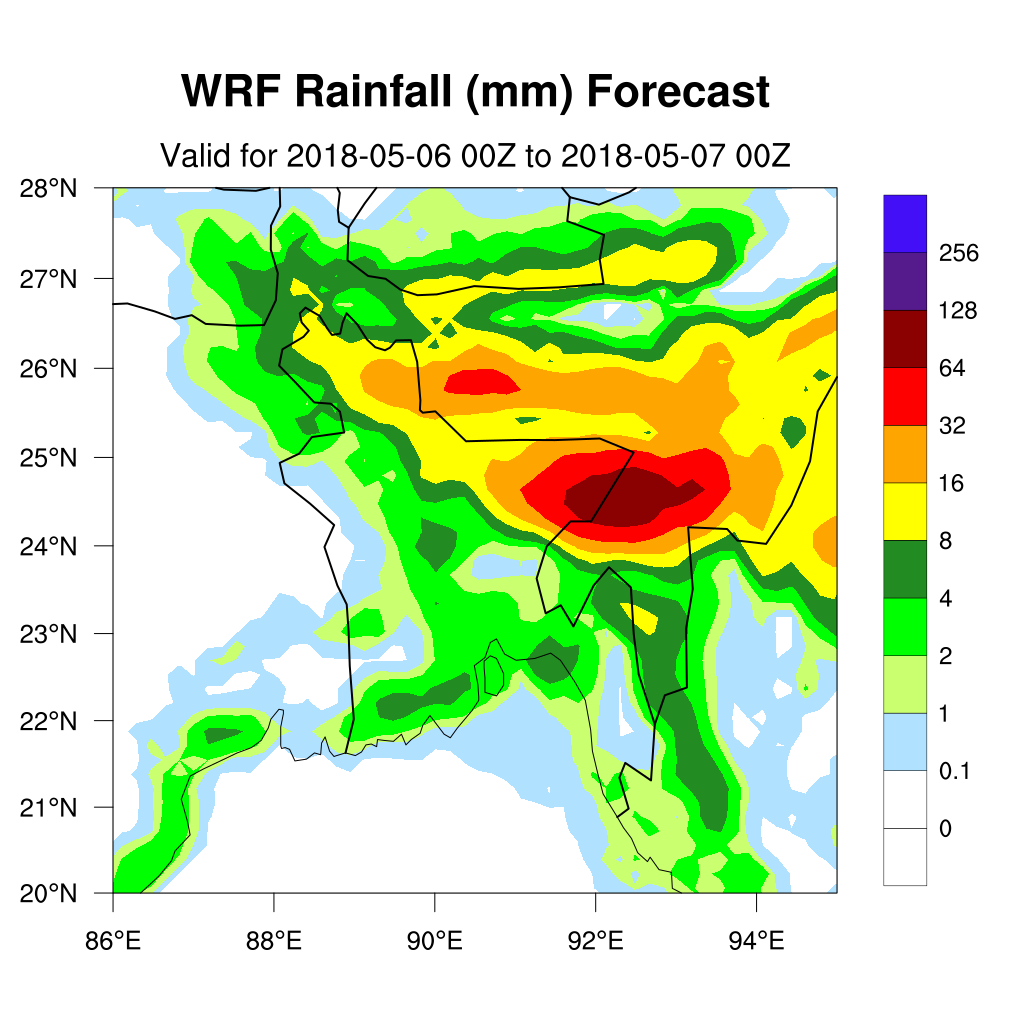 WRF Rainfall (mm) Forecast
Valid for 2018-05-06 00Z to 2018-05-07 00Z
28°N
27°N
26°N
25°N
24°N
23°N
22°N
21°N
20°N
86°E 88°E 90°E 92°E 94°E
256
128
64
32
16
8
4
2
1
0.1
0